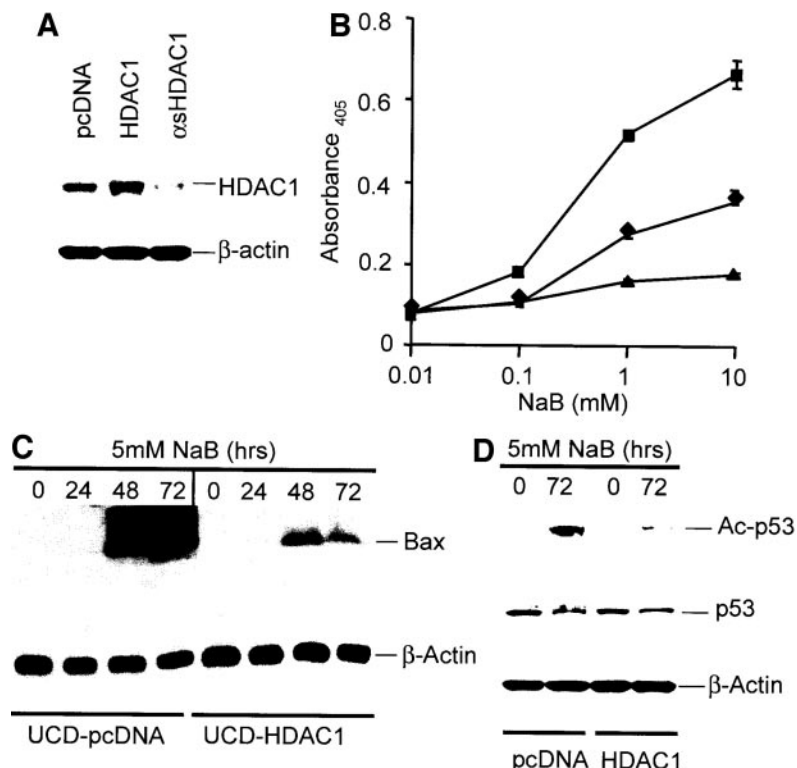 A
pcDNA
HDAC1
αsHDAC1
HDAC1
β-actin
B
0.8
0.6
0.4
0.2
0
Absorbance 405
0.01 0.1 1 10
NaB (mM)
C
5mM NaB (hrs)
0 24 48 72 0 24 48 72
Bax
β-Actin
UCD-pcDNA UCD-HDAC1
D
5mM NaB (hrs)
0 72 0 72
Ac-p53
p53
β-Actin
pcDNA HDAC1